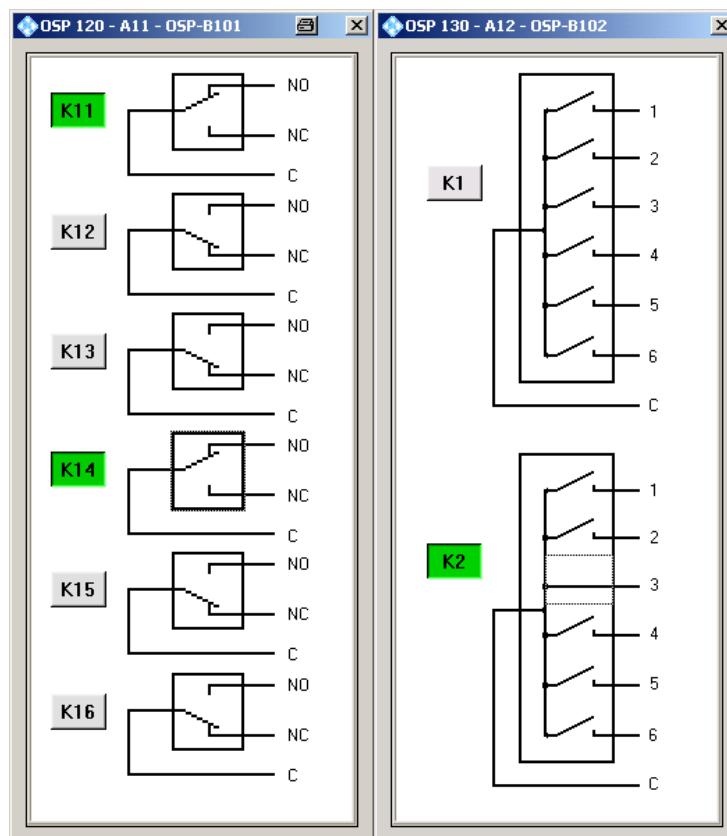 OSP 120 - A11 - OSP-B101
K11
NO
NC
C
K12
NO
NC
C
K13
NO
NC
C
K14
NO
NC
C
K15
NO
NC
C
K16
NO
NC
C
OSP 130 - A12 - OSP-B102
K1
1
2
3
4
5
6
C
K2
1
2
3
4
5
6
C